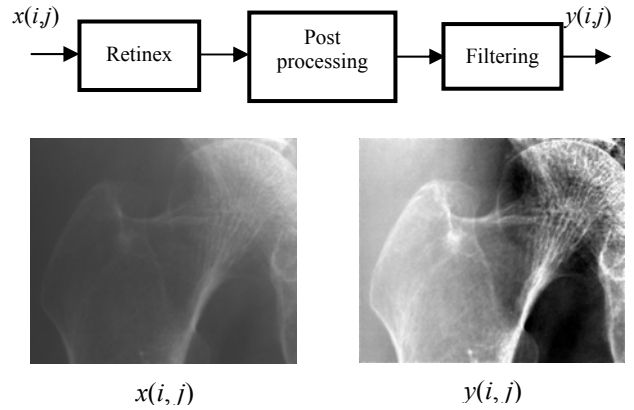 x(i,j)
y(i,j)
Retinex
Post
processing
Filtering
x(i, j)
y(i, j)